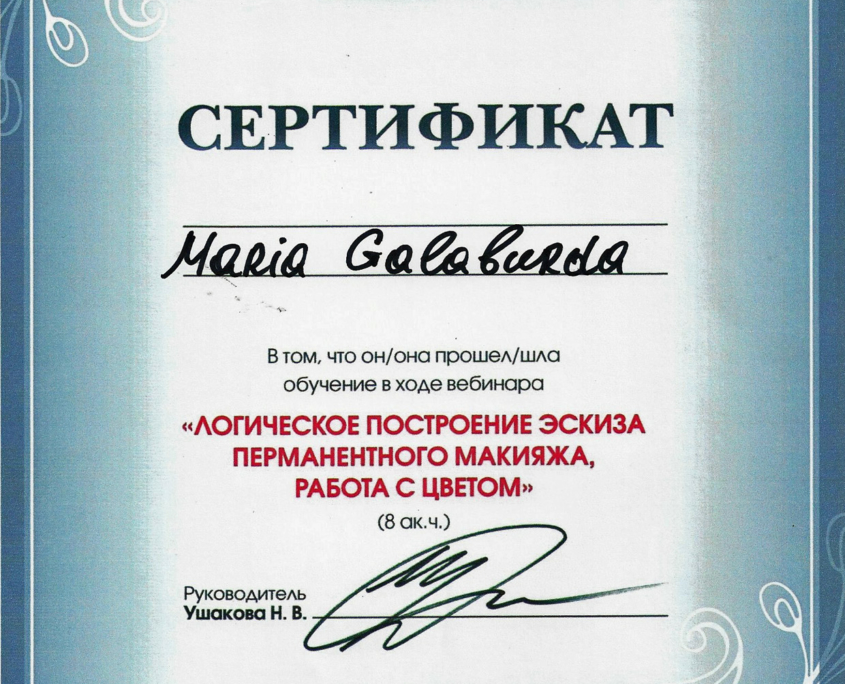 СЕРТИФИКАТ
Maria Galaburda
В том, что он/она прошел/шла
обучение в ходе вебинара
«ЛОГИЧЕСКОЕ ПОСТРОЕНИЕ ЭСКИЗА
ПЕРМАНЕНТНОГО МАКИЯЖА,
РАБОТА С ЦВЕТОМ»
(8 ак.ч.)
Руководитель
Ушакова Н. В.